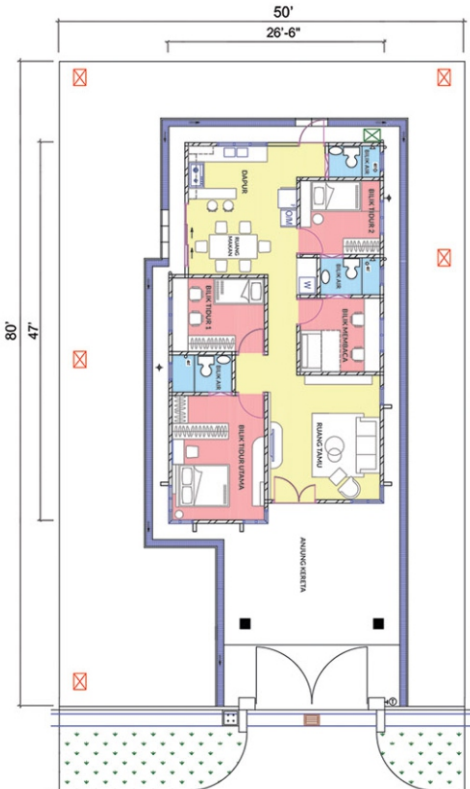 50'
26'-6"
80'
47'
DAPUR
BILIK AIR
BILIK TIDUR 2
RUANG
MAKAN
BILIK AIR
W
BILIK TIDUR 3
BILIK MEMBACA
BILIK AIR
BILIK TIDUR UTAMA
RUANG TAMU
ANJUNG KERETA